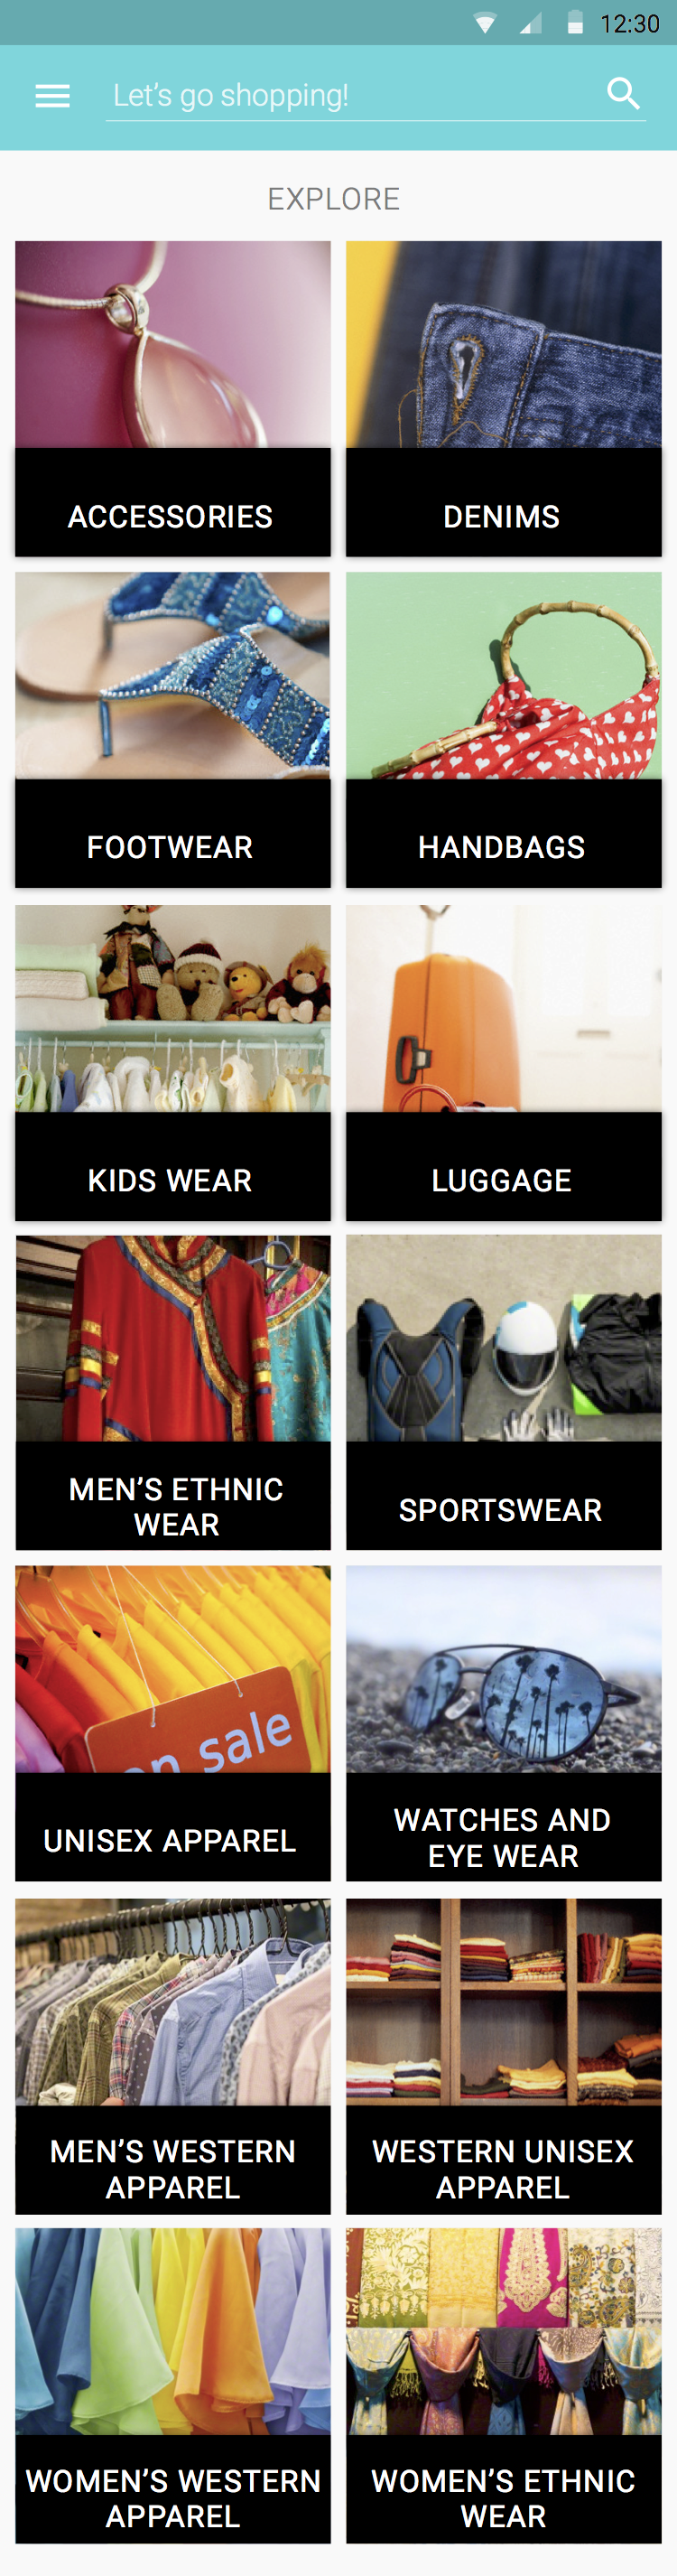 12:30
Let’s go shopping!
EXPLORE
ACCESSORIES
DENIMS
FOOTWEAR
HANDBAGS
KIDS WEAR
LUGGAGE
MEN’S ETHNIC
WEAR
SPORTSWEAR
on sale
UNISEX APPAREL
WATCHES AND
EYE WEAR
MEN’S WESTERN
APPAREL
WESTERN UNISEX
APPAREL
WOMEN’S WESTERN
APPAREL
WOMEN’S ETHNIC
WEAR